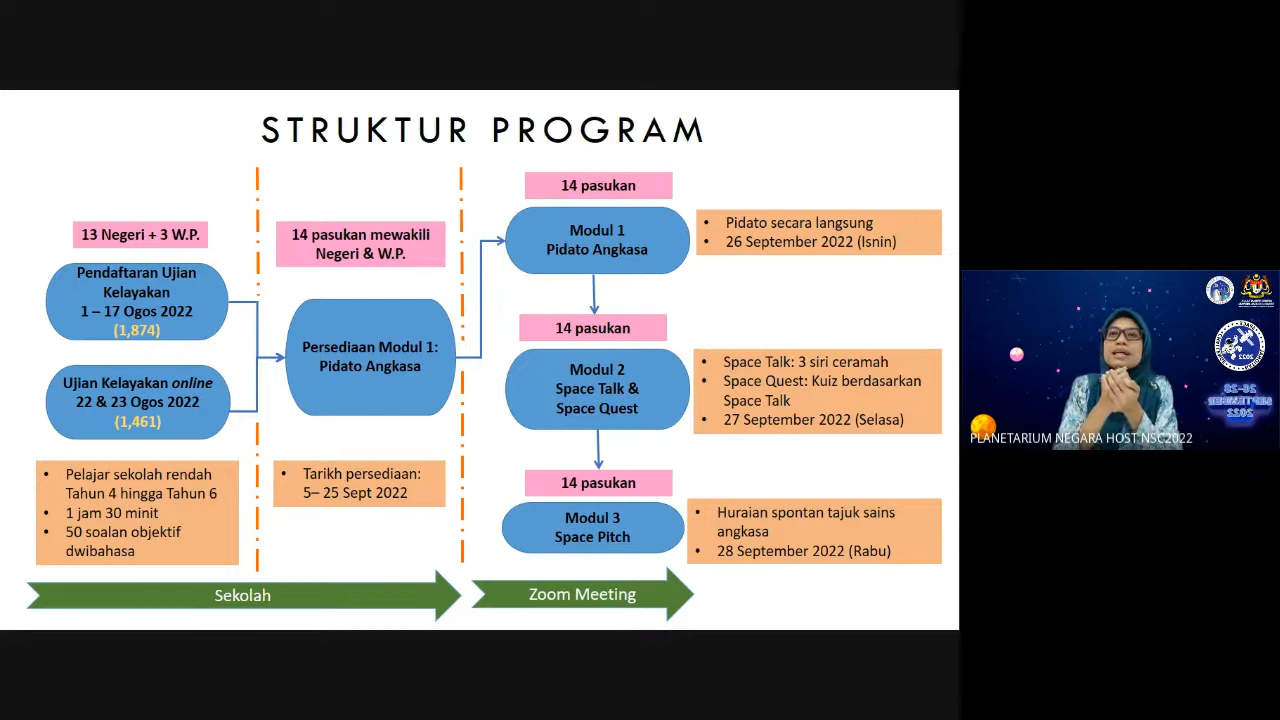 STRUKTUR PROGRAM
13 Negeri + 3 W.P.
Pendaftaran Ujian
Kelayakan
1 – 17 Ogos 2022
(1,874)
Ujian Kelayakan online
22 & 23 Ogos 2022
(1,461)
• Pelajar sekolah rendah
Tahun 4 hingga Tahun 6
• 1 jam 30 minit
• 50 soalan objektif
dwibahasa
14 pasukan mewakili
Negeri & W.P.
Persediaan Modul 1:
Pidato Angkasa
• Tarikh persediaan:
5– 25 Sept 2022
14 pasukan
Modul 1
Pidato Angkasa
• Pidato secara langsung
• 26 September 2022 (Isnin)
14 pasukan
Modul 2
Space Talk &
Space Quest
• Space Talk: 3 siri ceramah
• Space Quest: Kuiz berdasarkan
Space Talk
• 27 September 2022 (Selasa)
14 pasukan
Modul 3
Space Pitch
• Huraian spontan tajuk sains
angkasa
• 28 September 2022 (Rabu)
Sekolah
Zoom Meeting
2022
26-28
SEPTEMBER
2022
PLANETARIUM NEGARA HOST NSC2022